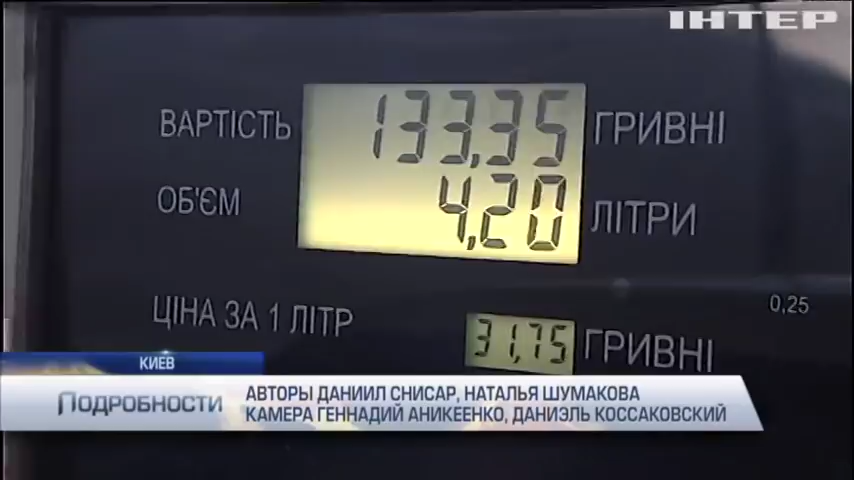 ІНТЕР
ВАРТІСТЬ 133,35 ГРИВНІ
ОБ'ЄМ 4,20 ЛІТРИ
0,25
ЦІНА ЗА 1 ЛІТР 31,75 ГРИВНІ
КИЕВ
ПОДРОБНОСТИ
АВТОРЫ ДАНИИЛ СНИСАР, НАТАЛЬЯ ШУМАКОВА
КАМЕРА ГЕННАДИЙ АНИКЕЕНКО, ДАНИЭЛЬ КОССАКОВСКИЙ